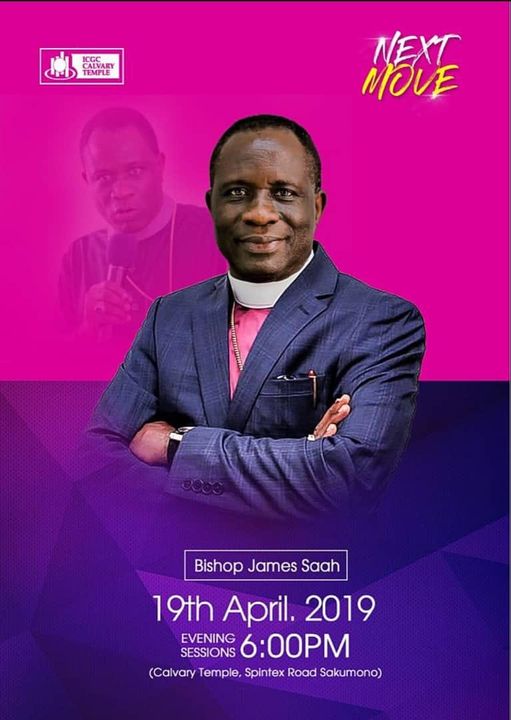 ICGC
CALVARY
TEMPLE
NEXT
MOVE
Bishop James Saah
19th April. 2019
EVENING
SESSIONS 6:00PM
(Calvary Temple, Spintex Road Sakumono)